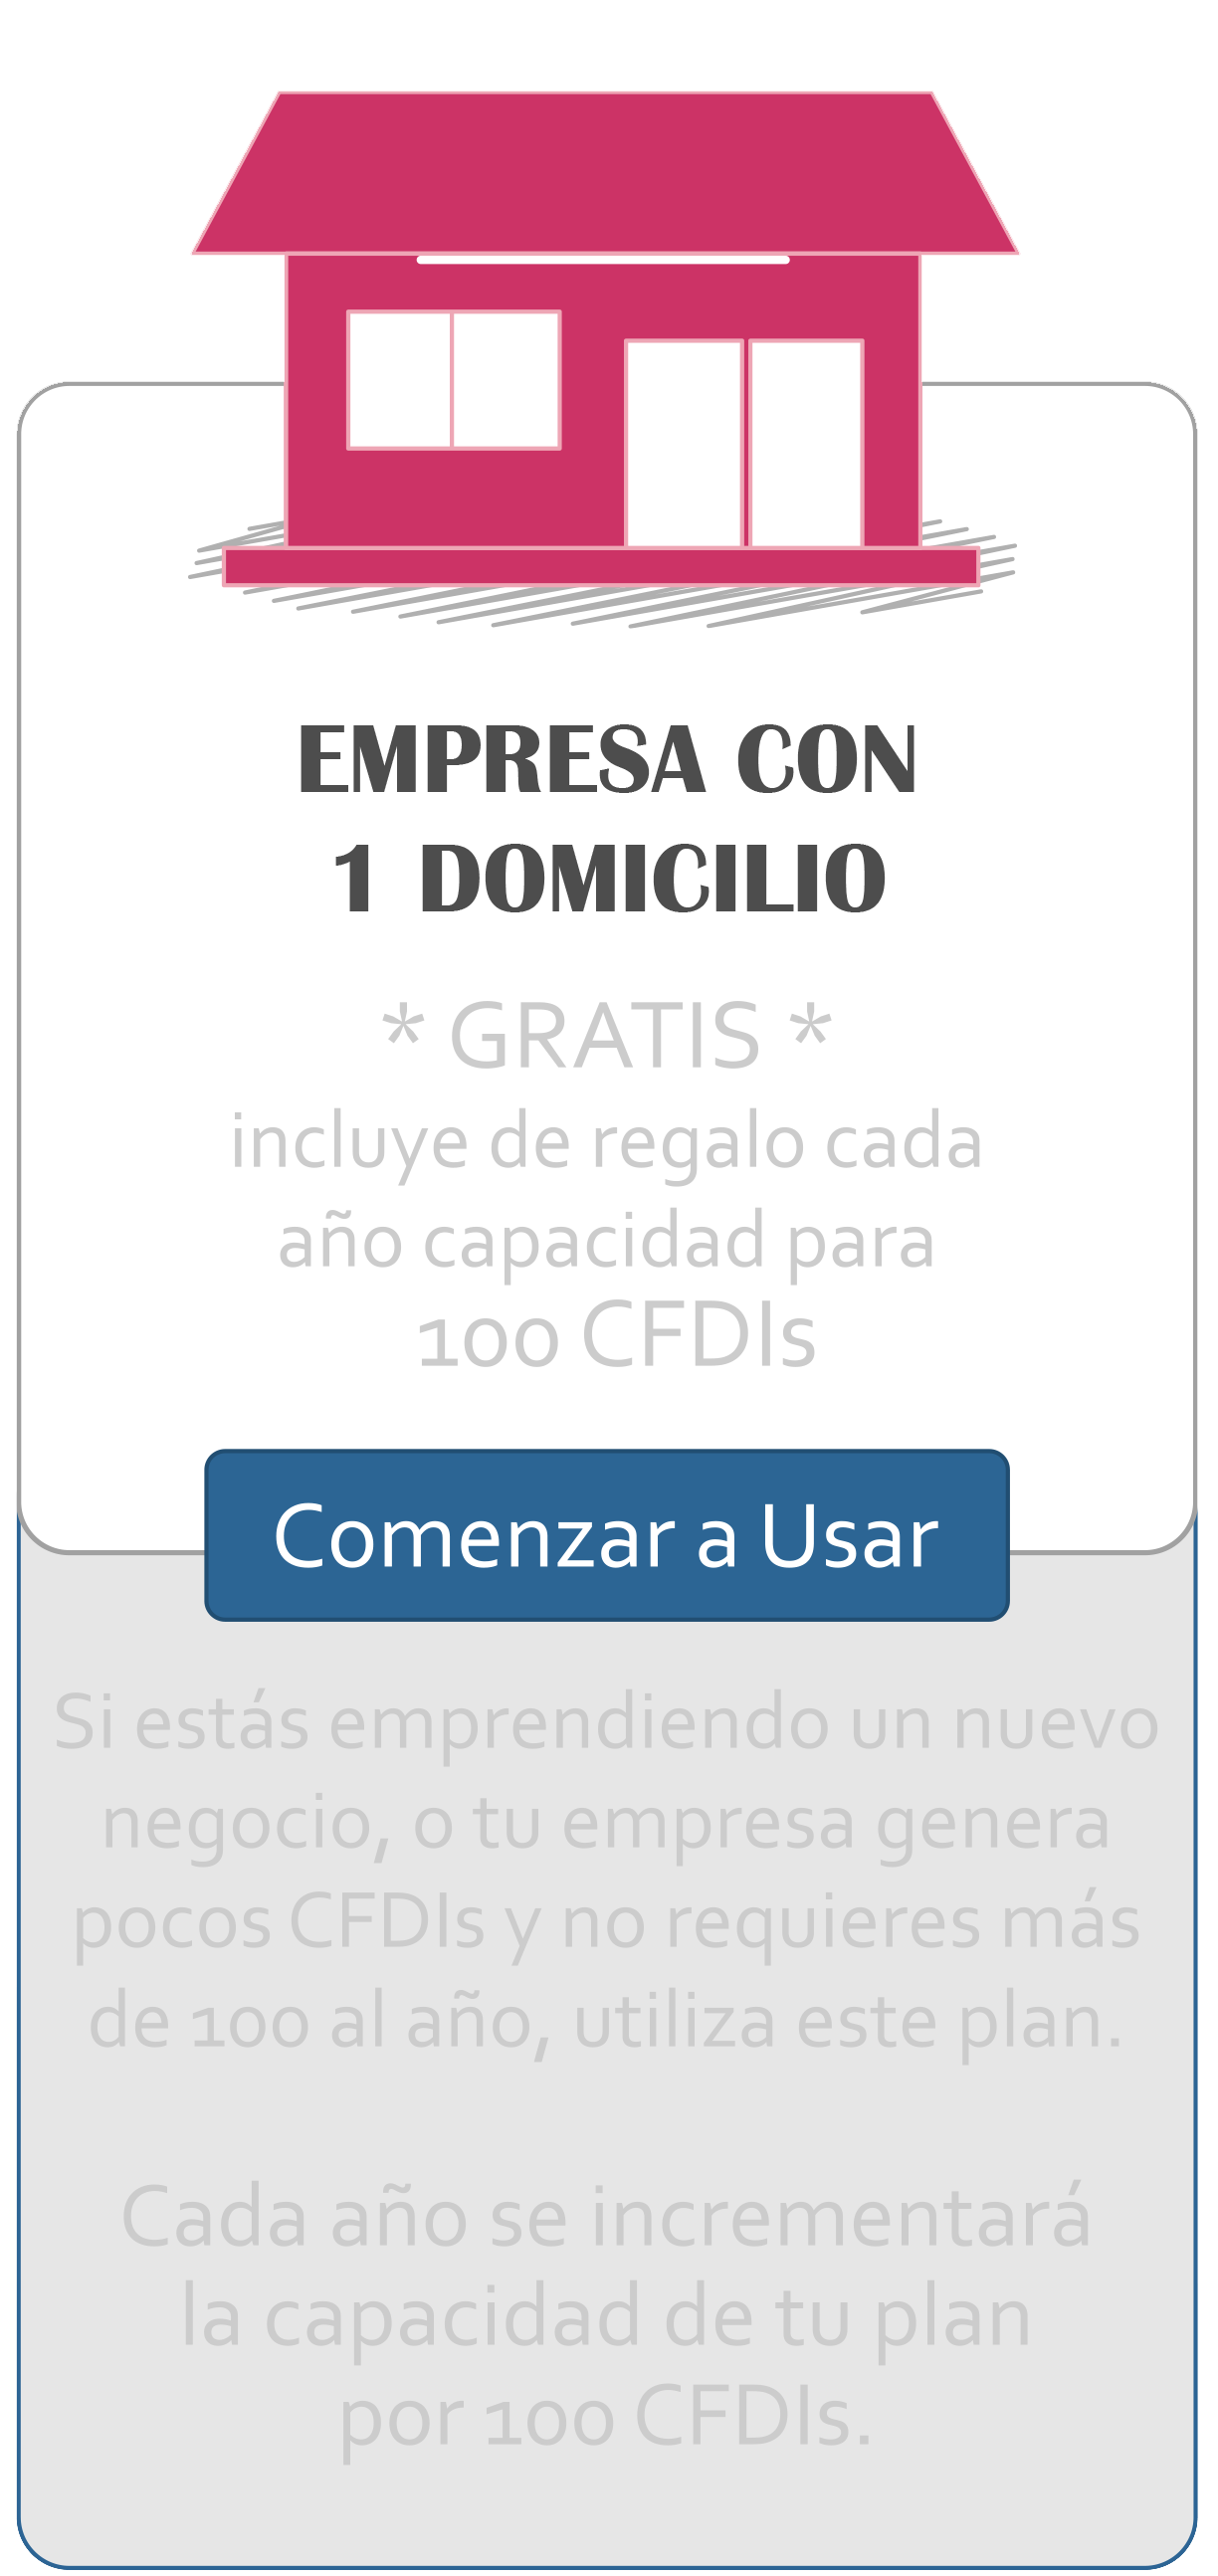 EMPRESA CON
1 DOMICILIO
* GRATIS *
incluye de regalo cada
año capacidad para
100 CFDIs
Comenzar a Usar
Si estás emprendiendo un nuevo
negocio, o tu empresa genera
pocos CFDIs y no requieres más
de 100 al año, utiliza este plan.
Cada año se incrementará
la capacidad de tu plan
por 100 CFDIs.